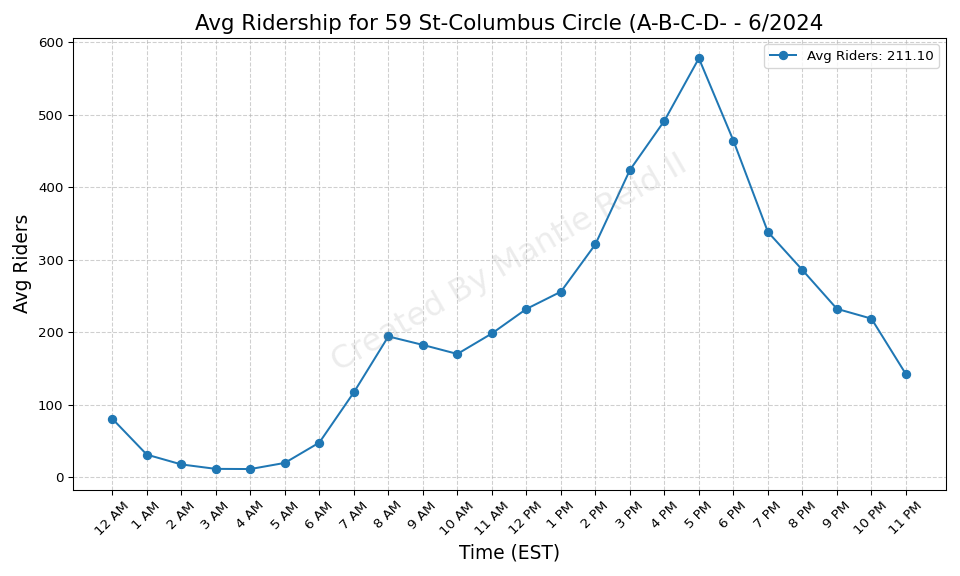 Avg Ridership for 59 St-Columbus Circle (A-B-C-D- - 6/2024
Avg Riders: 211.10
600
500
400
300
200
100
0
Avg Riders
Created By Mantle Reid II
12 AM
1 AM
2 AM
3 AM
4 AM
5 AM
6 AM
7 AM
8 AM
9 AM
10 AM
11 AM
12 PM
1 PM
2 PM
3 PM
4 PM
5 PM
6 PM
7 PM
8 PM
9 PM
10 PM
11 PM
Time (EST)